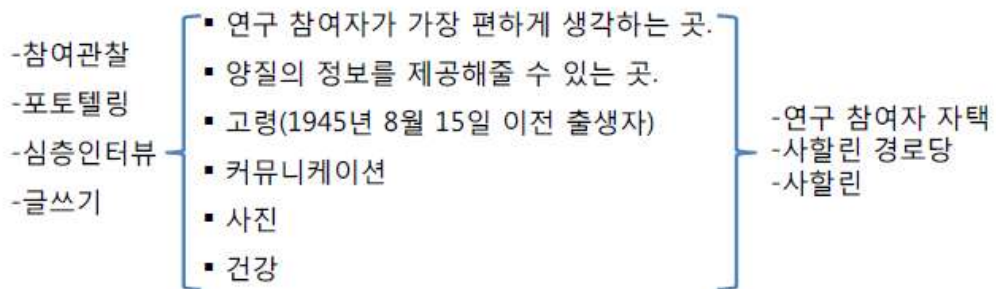 -참여관찰
-포토텔링
-심층인터뷰
-글쓰기
▪ 연구 참여자가 가장 편하게 생각하는 곳.
▪ 양질의 정보를 제공해줄 수 있는 곳.
▪ 고령(1945년 8월 15일 이전 출생자)
▪ 커뮤니케이션
▪ 사진
▪ 건강
-연구 참여자 자택
-사할린 경로당
-사할린